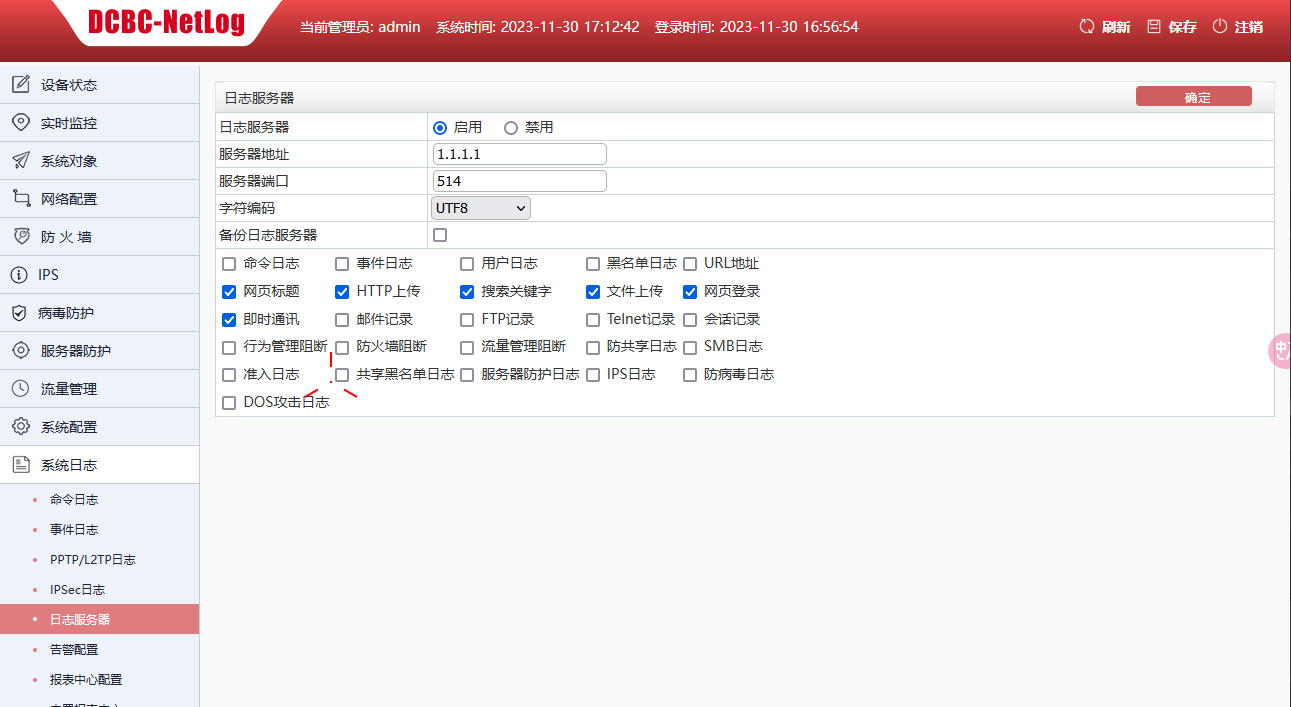 DCBC-NetLog
当前管理员: admin 系统时间: 2023-11-30 17:12:42 登录时间: 2023-11-30 16:56:54
刷新 保存 注销
设备状态
实时监控
系统对象
网络配置
防 火 墙
IPS
病毒防护
服务器防护
流量管理
系统配置
系统日志
命令日志
事件日志
PPTP/L2TP日志
IPSec日志
日志服务器
告警配置
报表中心配置
日志服务器 确定
日志服务器 启用 禁用
服务器地址 1.1.1.1
服务器端口 514
字符编码 UTF8
备份日志服务器
命令日志 事件日志 用户日志 黑名单日志 URL地址
网页标题 HTTP上传 搜索关键字 文件上传 网页登录
即时通讯 邮件记录 FTP记录 Telnet记录 会话记录
行为管理阻断 防火墙阻断 流量管理阻断 防共享日志 SMB日志
准入日志 共享黑名单日志 服务器防护日志 IPS日志 防病毒日志
DOS攻击日志